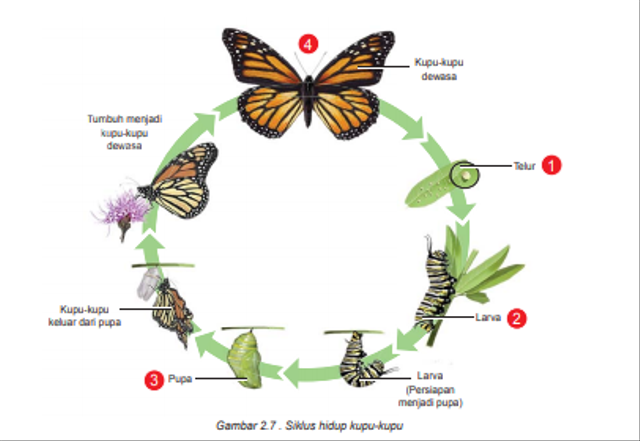 4
Kupu-kupu
dewasa
Tumbuh menjadi
kupu-kupu
dewasa
Telur 1
Larva 2
Kupu-kupu
keluar dari pupa
3 Pupa
Larva
(Persiapan
menjadi pupa)
Gambar 2.7 . Siklus hidup kupu-kupu